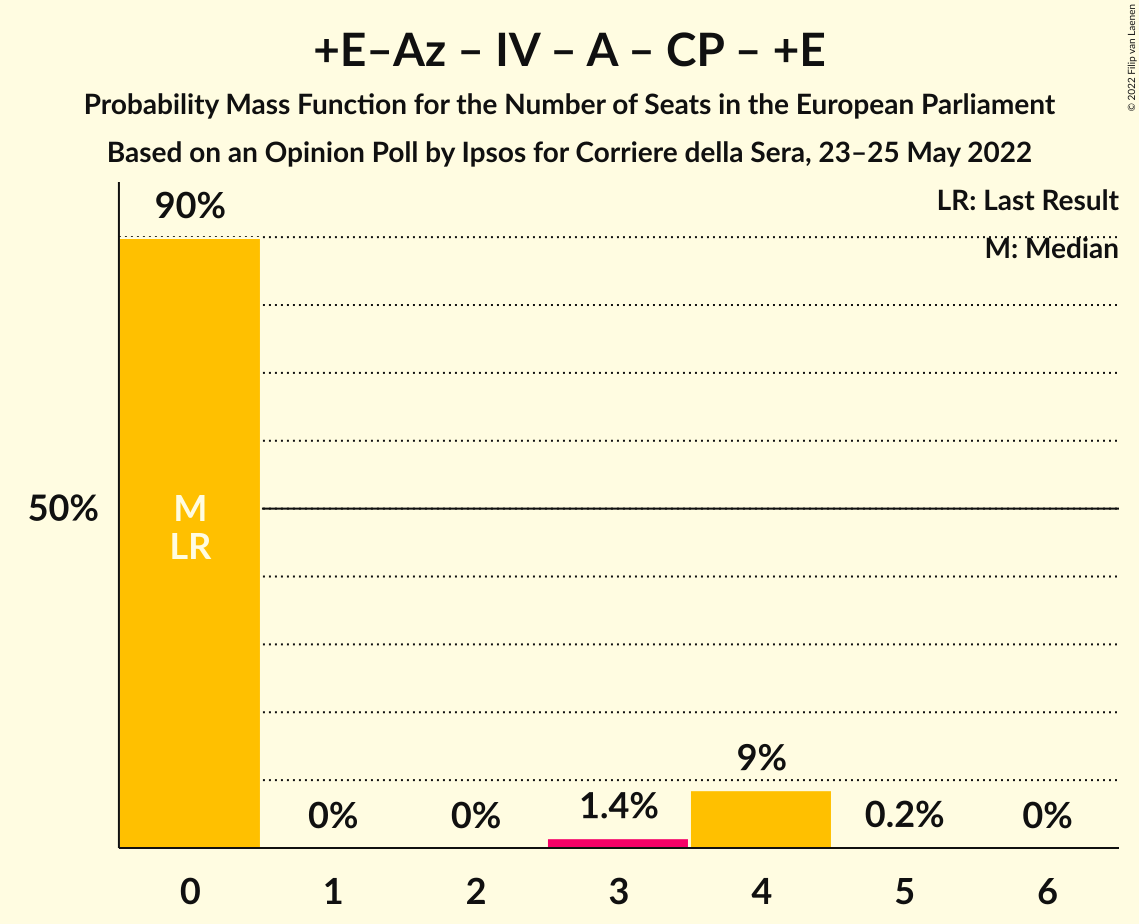 +E–Az – IV – A – CP – +E
Probability Mass Function for the Number of Seats in the European Parliament
Based on an Opinion Poll by Ipsos for Corriere della Sera, 23–25 May 2022
© 2022 Filip van Laenen
LR: Last Result
M: Median
90%
50%
M
LR
0%
0%
1.4%
9%
0.2%
0%
0
1
2
3
4
5
6